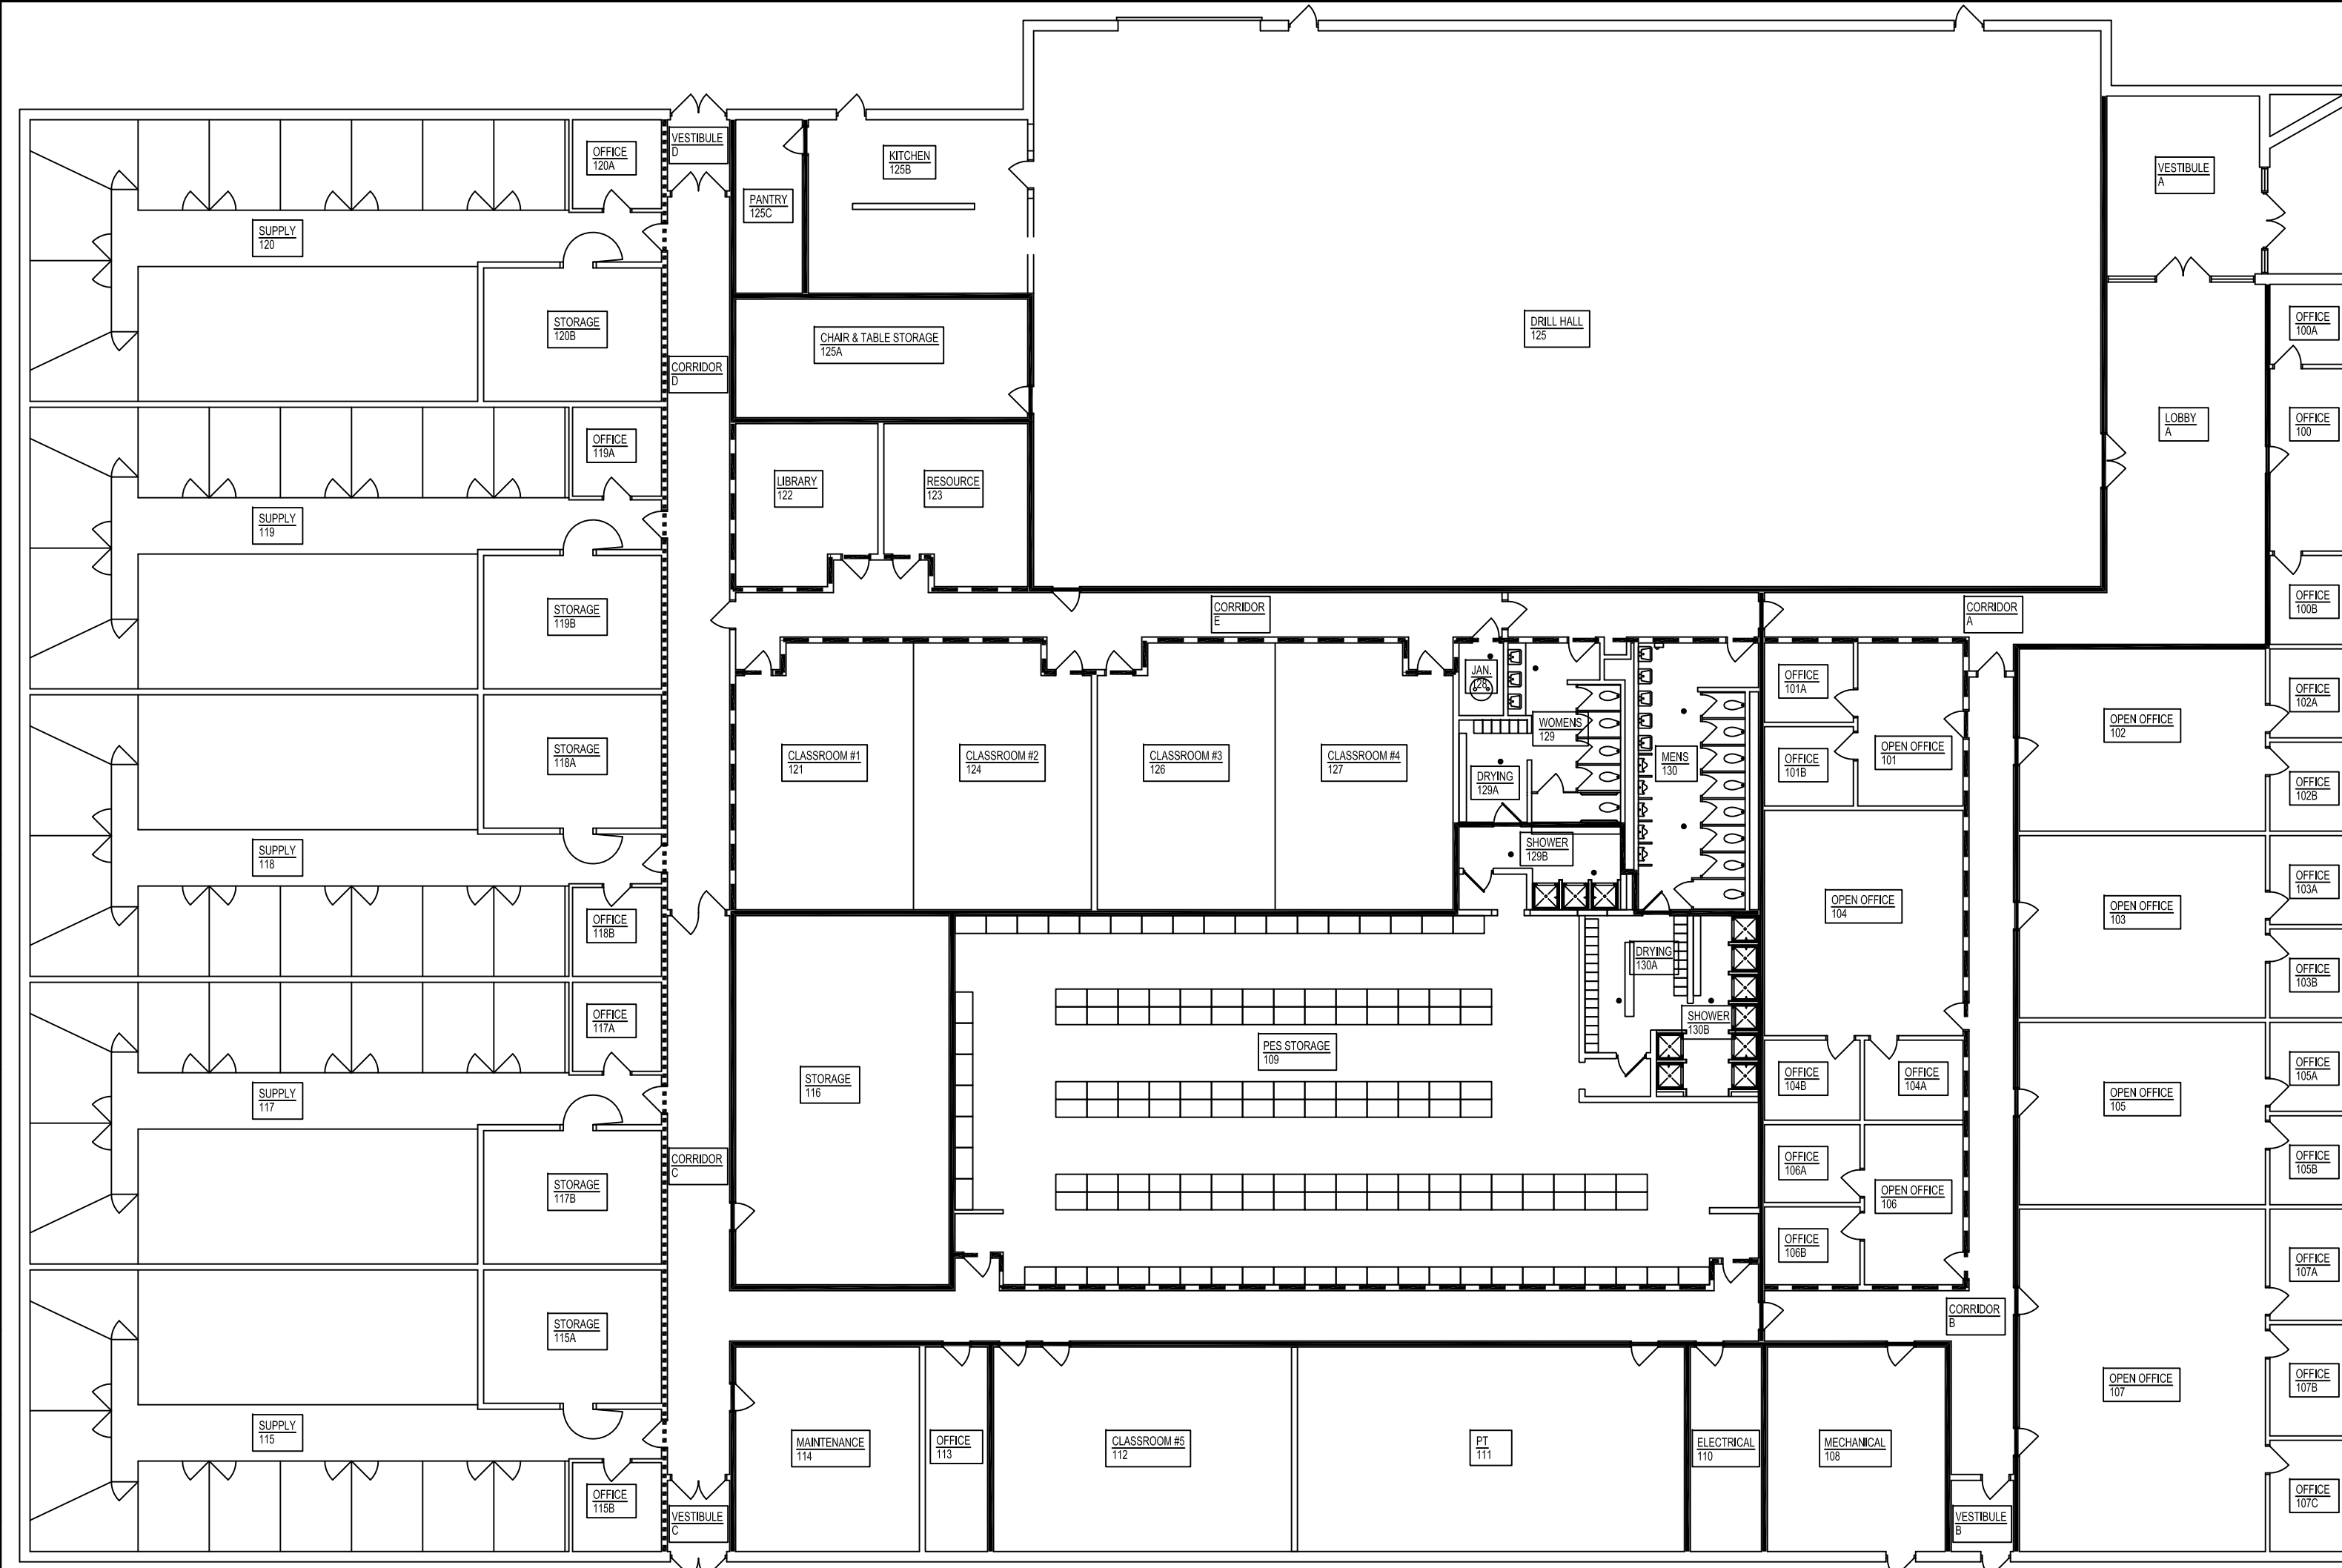 VESTIBULE
D
OFFICE
120A
KITCHEN
125B
PANTRY
125C
SUPPLY
120
VESTIBULE
A
STORAGE
120B
CHAIR & TABLE STORAGE
125A
DRILL HALL
125
OFFICE
100A
CORRIDOR
D
OFFICE
119A
LOBBY
A
OFFICE
100
LIBRARY
122
RESOURCE
123
SUPPLY
119
STORAGE
119B
CORRIDOR
E
CORRIDOR
A
OFFICE
100B
JAN.
128
OFFICE
101A
OFFICE
102A
STORAGE
118A
CLASSROOM #1
121
CLASSROOM #2
124
CLASSROOM #3
126
CLASSROOM #4
127
WOMENS
129
DRYING
129A
MENS
130
OFFICE
101B
OPEN OFFICE
101
OPEN OFFICE
102
OFFICE
102B
SUPPLY
118
SHOWER
129B
OFFICE
103A
OFFICE
118B
OPEN OFFICE
104
OPEN OFFICE
103
DRYING
130A
OFFICE
103B
OFFICE
117A
SHOWER
130B
PES STORAGE
109
SUPPLY
117
STORAGE
116
OFFICE
104B
OFFICE
104A
OPEN OFFICE
105
OFFICE
105A
CORRIDOR
C
OFFICE
106A
OFFICE
105B
STORAGE
117B
OPEN OFFICE
106
OFFICE
106B
OFFICE
107A
STORAGE
115A
CORRIDOR
B
OPEN OFFICE
107
OFFICE
107B
SUPPLY
115
MAINTENANCE
114
OFFICE
113
CLASSROOM #5
112
PT
111
ELECTRICAL
110
MECHANICAL
108
OFFICE
115B
VESTIBULE
C
VESTIBULE
B
OFFICE
107C